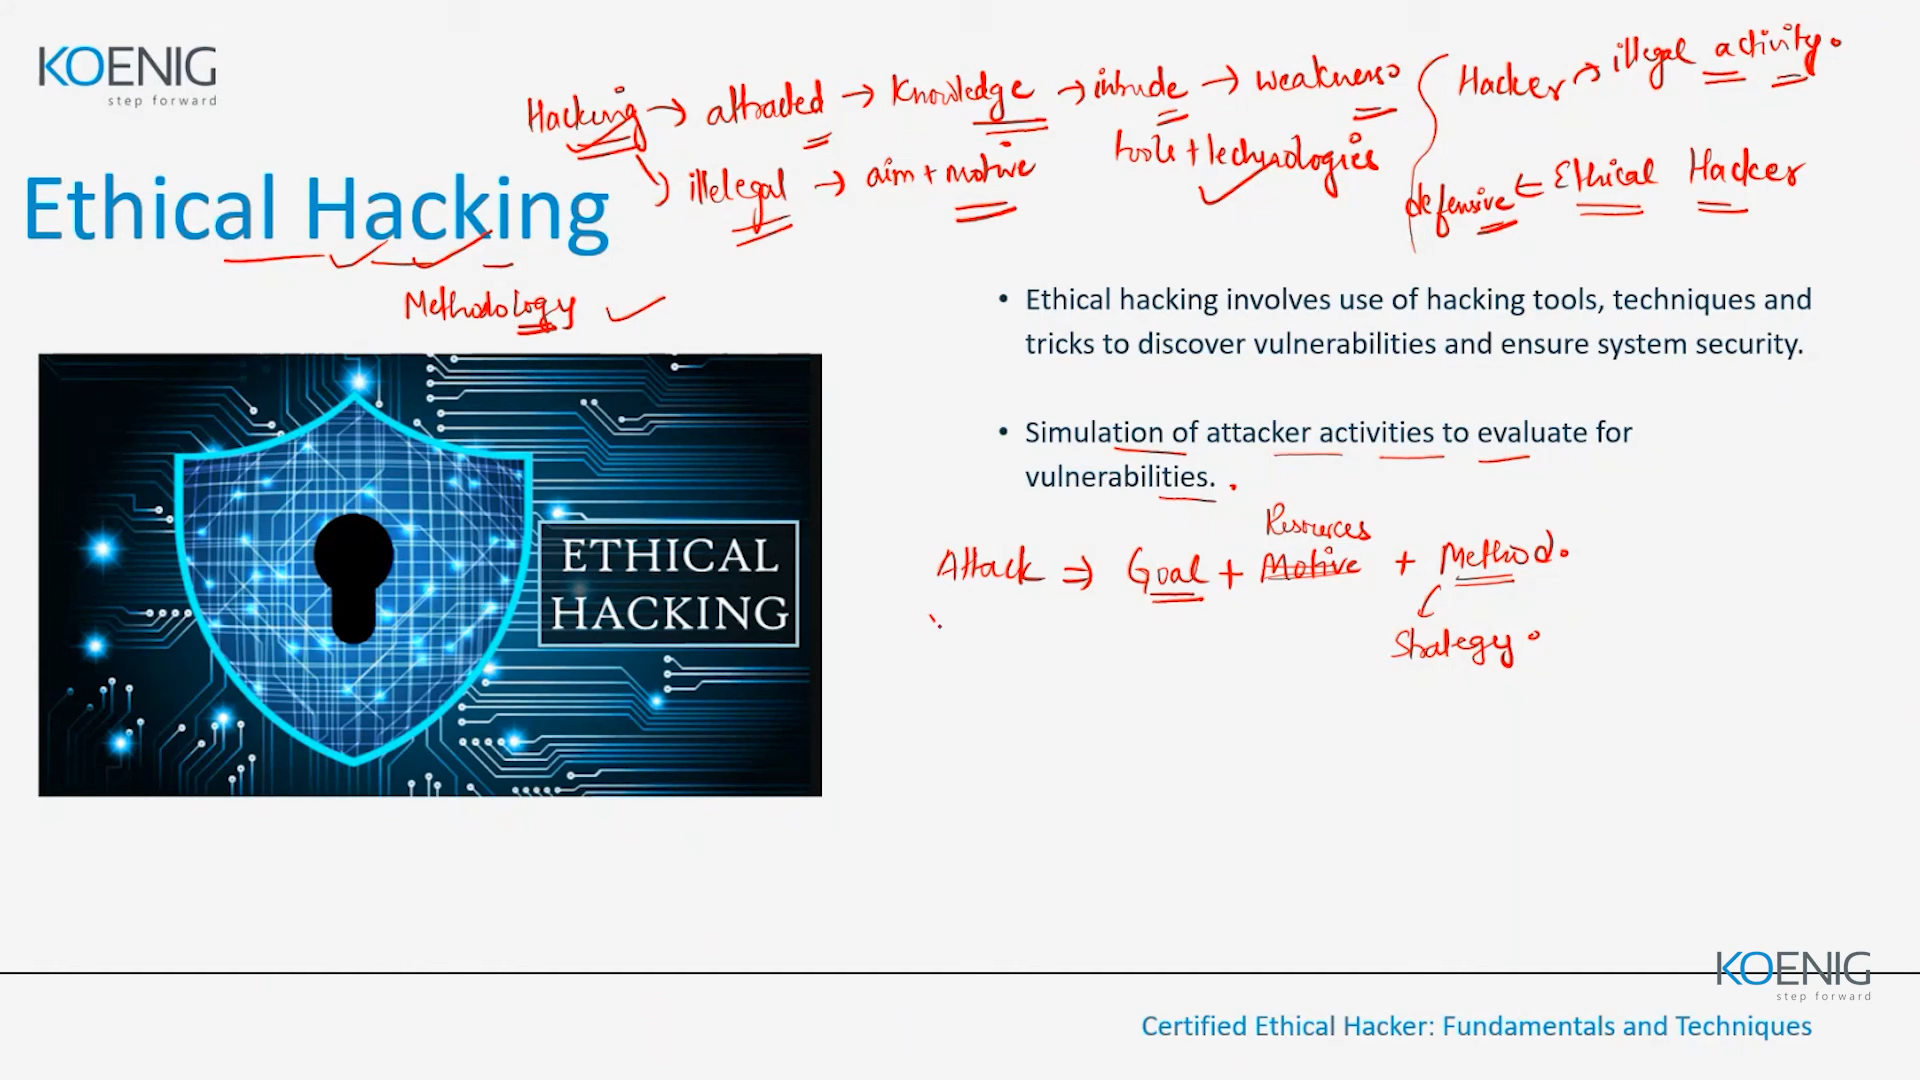 KOENIG
step forward
Hacking → attracted → Knowledge → intrude → weakness
Hacker → illegal activity.
illelegal → aim + motive
tools + technologies
defensive ⇐ Ethical Hacker
Ethical Hacking
Methodology
• Ethical hacking involves use of hacking tools, techniques and
tricks to discover vulnerabilities and ensure system security.
• Simulation of attacker activities to evaluate for
vulnerabilities.
Resources
Attack ⇒ Goal + Motive + Method.
Strategy.
ETHICAL
HACKING
KOENIG
step forward
Certified Ethical Hacker: Fundamentals and Techniques